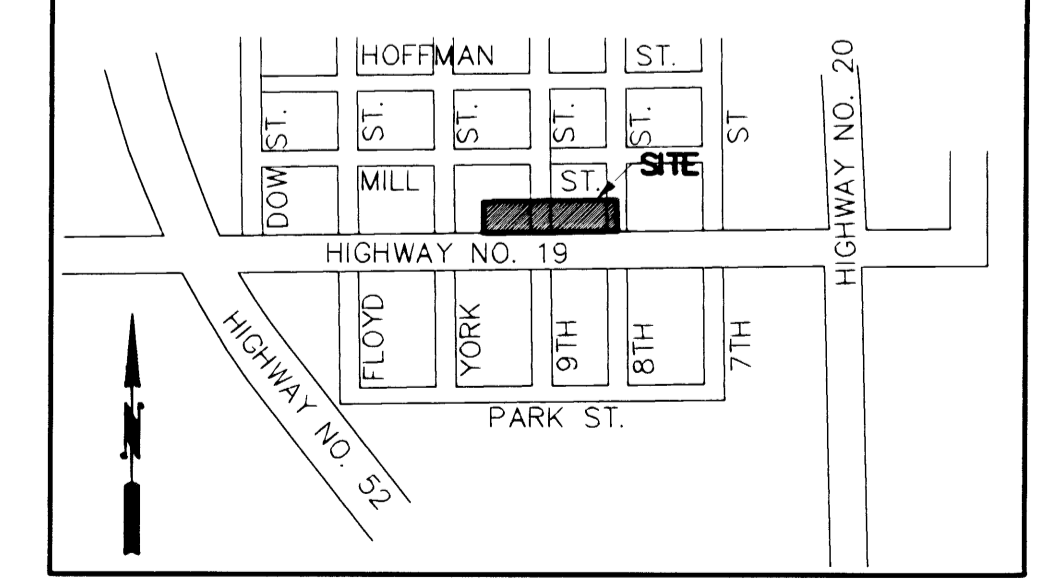 HOFFMAN ST.
HIGHWAY NO. 20
DOW ST.
ST.
ST.
ST.
ST.
ST
SITE
MILL ST.
HIGHWAY NO. 19
HIGHWAY NO. 52
FLOYD
YORK
9TH
8TH
7TH
PARK ST.
N